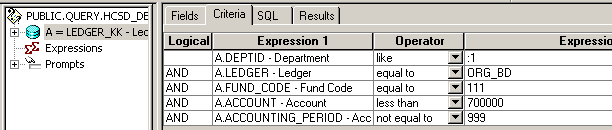 PUBLIC.QUERY.HCSD_DE
A = LEDGER_KK - Lec
Expressions
Prompts
Fields Criteria SQL Results
Logical Expression 1 Operator Expressio
A.DEPTID - Department like :1
AND A.LEDGER - Ledger equal to ORG_BD
AND A.FUND_CODE - Fund Code equal to 111
AND A.ACCOUNT - Account less than 700000
AND A.ACCOUNTING_PERIOD - Acc not equal to 999